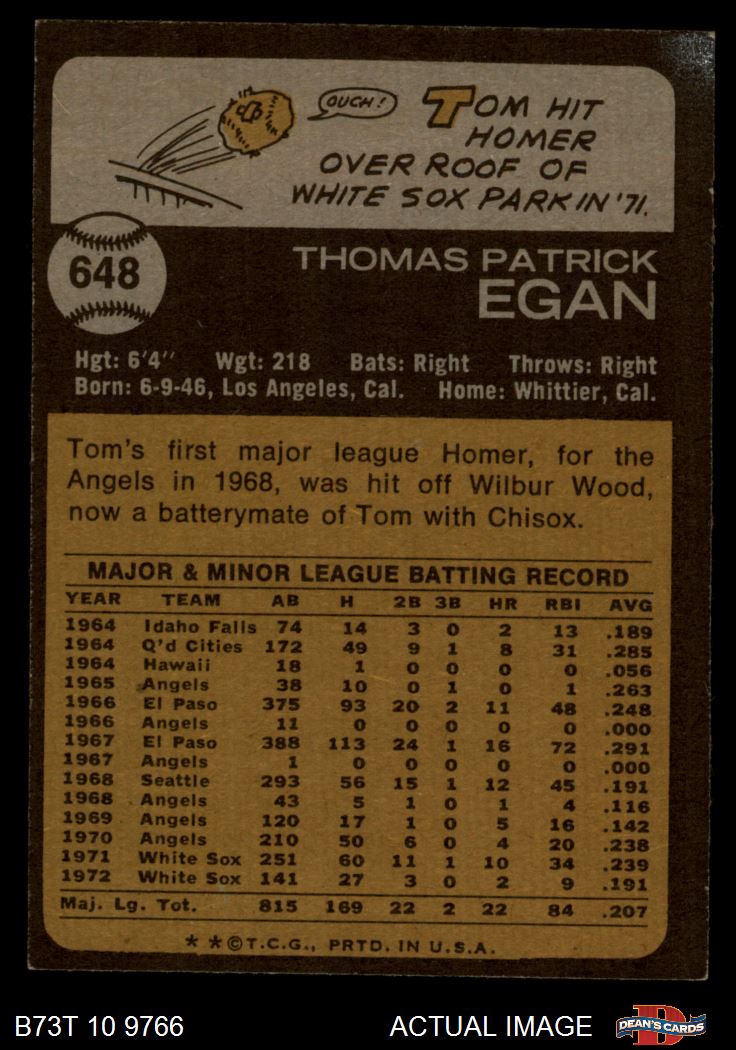 OUCH!
TOM HIT
HOMER
OVER ROOF OF
WHITE SOX PARK IN '71.
648
THOMAS PATRICK
EGAN
Hgt: 6'4" Wgt: 218 Bats: Right Throws: Right
Born: 6-9-46, Los Angeles, Cal. Home: Whittier, Cal.
Tom's first major league Homer, for the
Angels in 1968, was hit off Wilbur Wood,
now a batterymate of Tom with Chisox.
MAJOR & MINOR LEAGUE BATTING RECORD
YEAR TEAM AB H 2B 3B HR RBI AVG
1964 Idaho Falls 74 14 3 0 2 13 .189
1964 Q'd Cities 172 49 9 1 8 31 .285
1964 Hawaii 18 1 0 0 0 0 .056
1965 Angels 38 10 0 1 0 1 .263
1966 El Paso 375 93 20 2 11 48 .248
1966 Angels 11 0 0 0 0 0 .000
1967 El Paso 388 113 24 1 16 72 .291
1967 Angels 1 0 0 0 0 0 .000
1968 Seattle 293 56 15 1 12 45 .191
1968 Angels 43 5 1 0 1 4 .116
1969 Angels 120 17 1 0 5 16 .142
1970 Angels 210 50 6 0 4 20 .238
1971 White Sox 251 60 11 1 10 34 .239
1972 White Sox 141 27 3 0 2 9 .191
Maj. Lg. Tot. 815 169 22 2 22 84 .207
* *©T.C.G., PRTD. IN U.S.A.
B73T 10 9766 ACTUAL IMAGE D DEAN'S CARDS